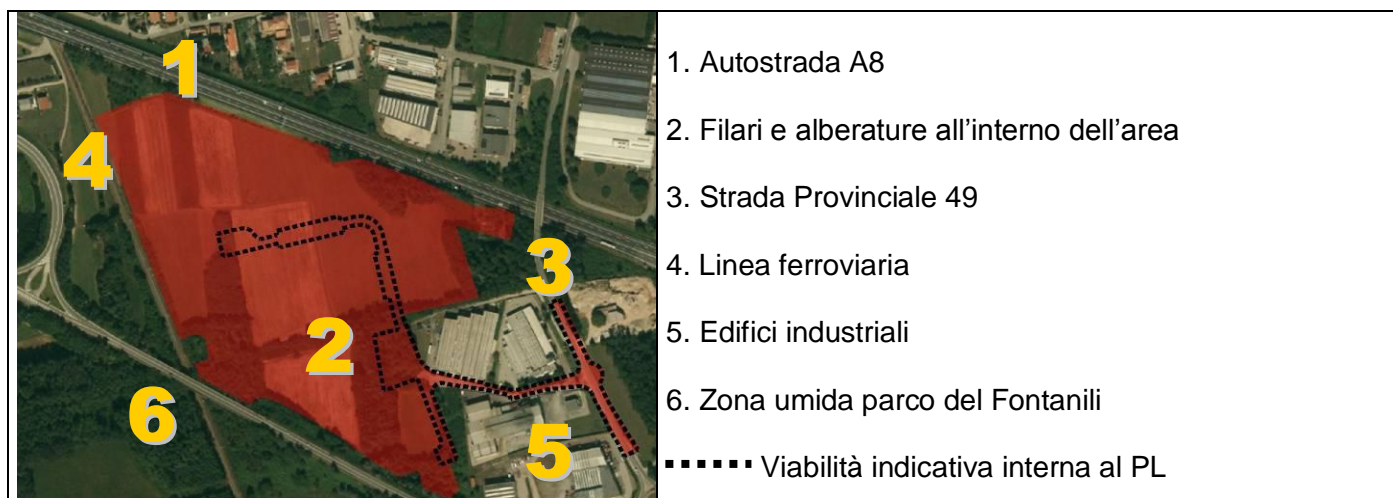 1
4
3
2
6
5
1. Autostrada A8
2. Filari e alberature all'interno dell'area
3. Strada Provinciale 49
4. Linea ferroviaria
5. Edifici industriali
6. Zona umida parco del Fontanili
Viabilità indicativa interna al PL